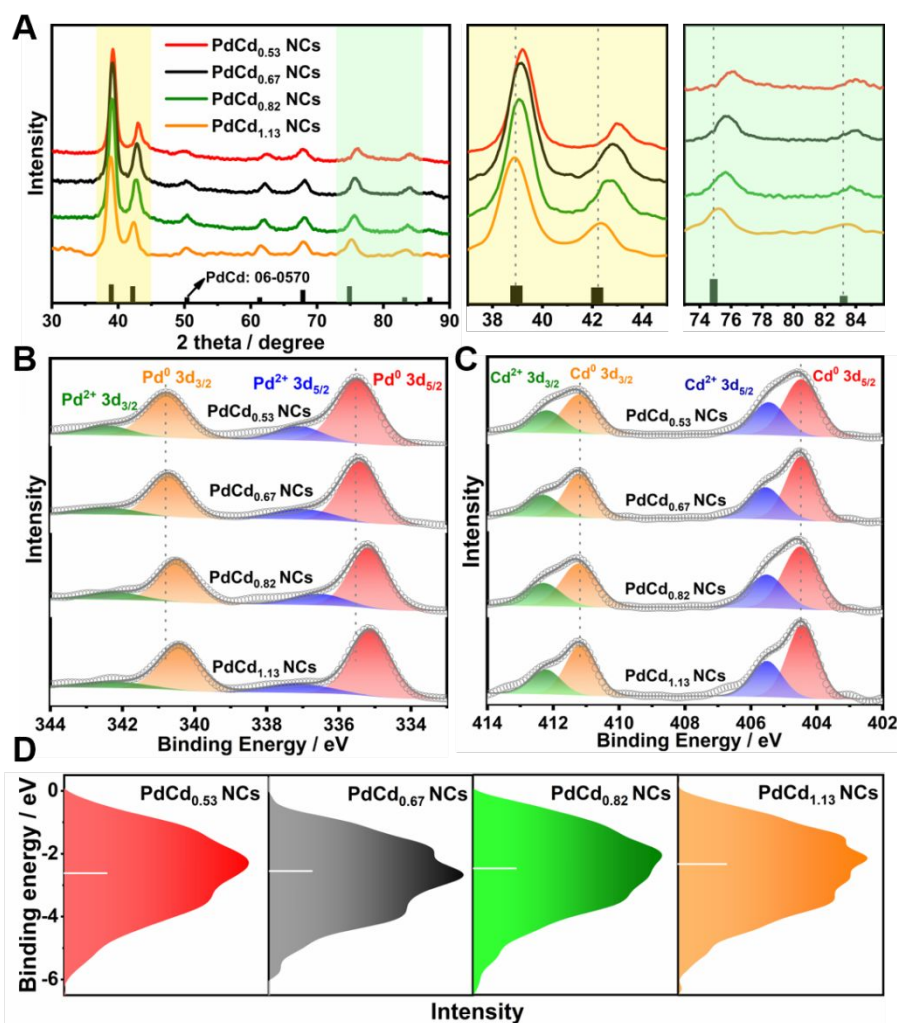 A
PdCd0.53 NCs
PdCd0.67 NCs
PdCd0.82 NCs
PdCd1.13 NCs
Intensity
PdCd: 06-0570
30 40 50 60 70 80 90
2 theta / degree
38 40 42 44
74 76 78 80 82 84
B
Pd2+ 3d3/2
Pd0 3d3/2
Pd2+ 3d5/2
Pd0 3d5/2
PdCd0.53 NCs
PdCd0.67 NCs
PdCd0.82 NCs
PdCd1.13 NCs
Intensity
344 342 340 338 336 334
Binding Energy / eV
C
Cd2+ 3d3/2
Cd0 3d3/2
Cd2+ 3d5/2
Cd0 3d5/2
PdCd0.53 NCs
PdCd0.67 NCs
PdCd0.82 NCs
PdCd1.13 NCs
Intensity
414 412 410 408 406 404 402
Binding Energy / eV
D
PdCd0.53 NCs
PdCd0.67 NCs
PdCd0.82 NCs
PdCd1.13 NCs
Binding energy / eV
0
-2
-4
-6
Intensity